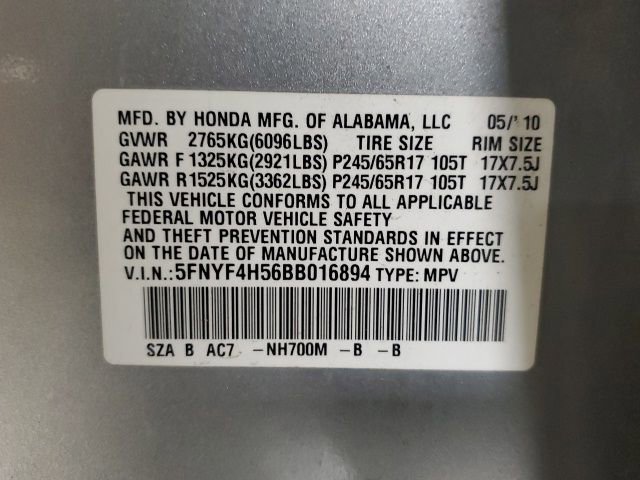 MFD. BY HONDA MFG. OF ALABAMA, LLC 05/'10
GVWR 2765KG(6096LBS) TIRE SIZE RIM SIZE
GAWR F 1325KG(2921LBS) P245/65R17 105T 17X7.5J
GAWR R 1525KG(3362LBS) P245/65R17 105T 17X7.5J
THIS VEHICLE CONFORMS TO ALL APPLICABLE
FEDERAL MOTOR VEHICLE SAFETY
AND THEFT PREVENTION STANDARDS IN EFFECT
ON THE DATE OF MANUFACTURE SHOWN ABOVE.
V.I.N.:5FNYF4H56BB016894 TYPE: MPV
SZA B AC7 -NH700M -B -B